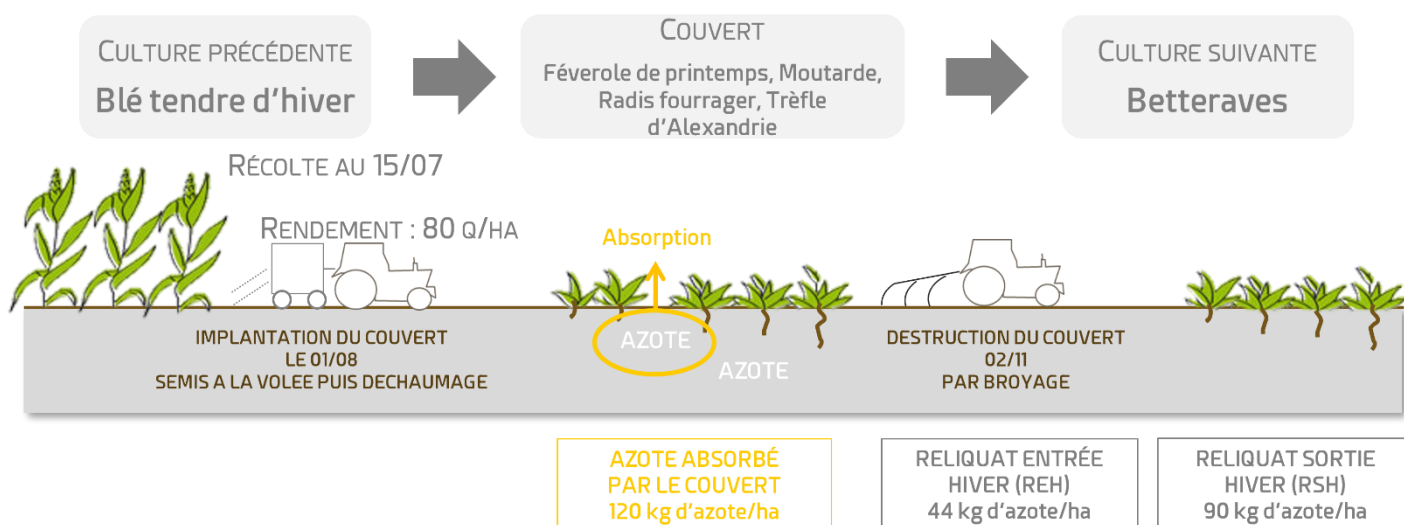 CULTURE PRÉCÉDENTE
Blé tendre d'hiver
COUVERT
Féverole de printemps, Moutarde,
Radis fourrager, Trèfle
d'Alexandrie
CULTURE SUIVANTE
Betteraves
RÉCOLTE AU 15/07
RENDEMENT : 80 Q/HA
Absorption
IMPLANTATION DU COUVERT
LE 01/08
SEMIS A LA VOLEE PUIS DECHAUMAGE
AZOTE
AZOTE
DESTRUCTION DU COUVERT
02/11
PAR BROYAGE
AZOTE ABSORBÉ
PAR LE COUVERT
120 kg d'azote/ha
RELIQUAT ENTRÉE
HIVER (REH)
44 kg d'azote/ha
RELIQUAT SORTIE
HIVER (RSH)
90 kg d'azote/ha